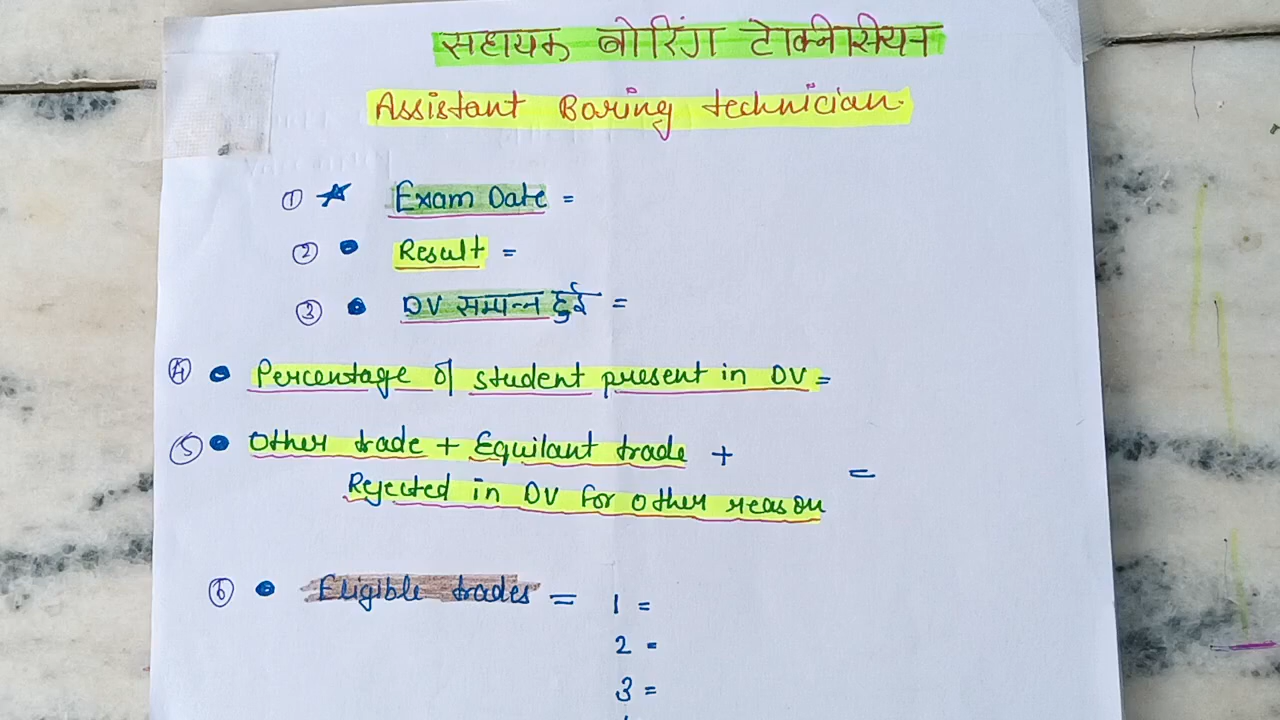 सहायक बोरिंग टेक्नीसियन
Assistant Boring technician.
① ★ Exam Date =
② • Result =
③ • DV सम्पन्न हुई =
④ • Percentage of student present in DV =
⑤ • Other trade + Equilant trade +
Rejected in DV for other reason =
⑥ • Eligible trades = 1 =
2 =
3 =